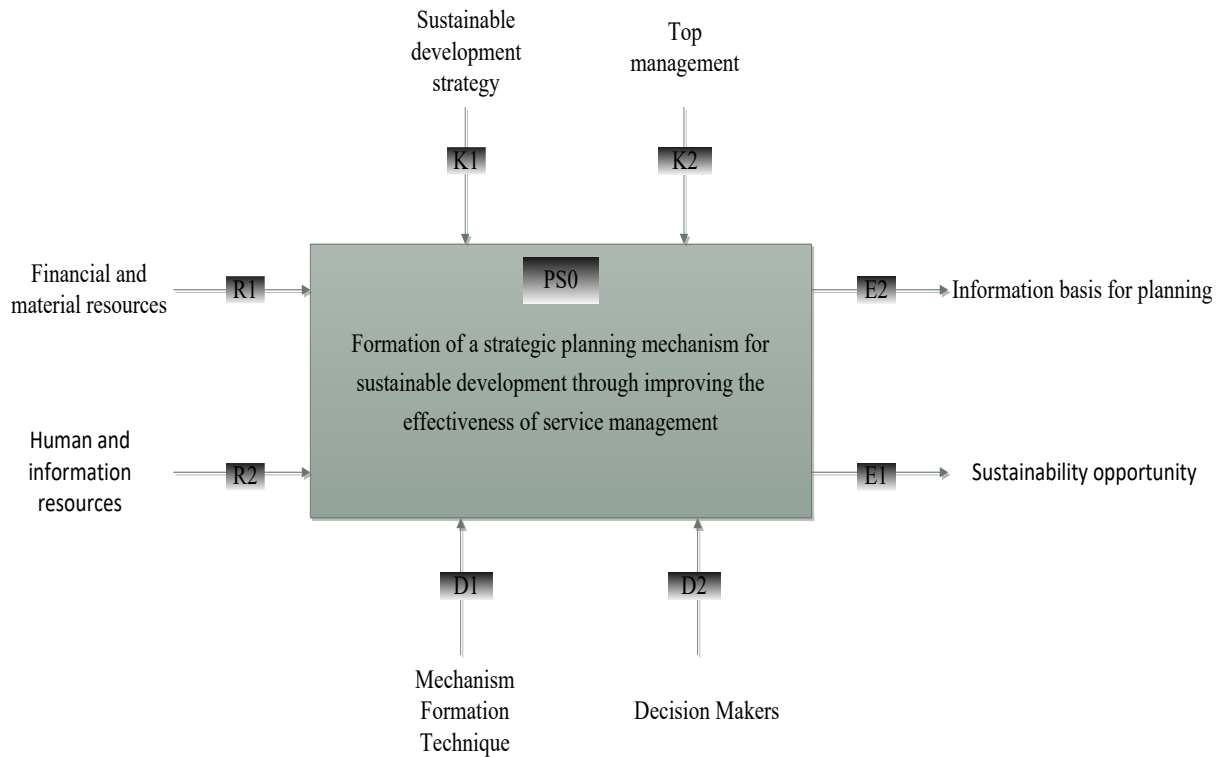 Sustainable
development
strategy
Top
management
K1
K2
Financial and
material resources
R1
PS0
E2
Information basis for planning
Formation of a strategic planning mechanism for
sustainable development through improving the
effectiveness of service management
Human and
information
resources
R2
E1
Sustainability opportunity
D1
D2
Mechanism
Formation
Technique
Decision Makers